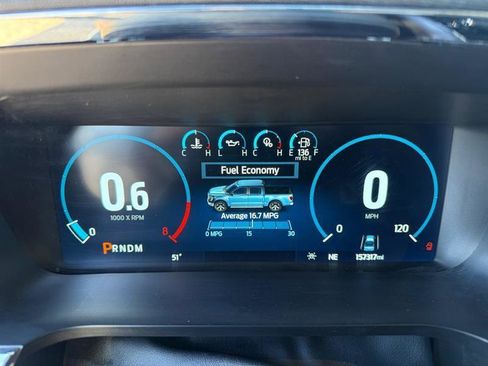 C H L H C H E 136 F
mi to E
Fuel Economy
0.6
1000 X RPM
0
MPH
Average 16.7 MPG
0 8
0 MPG 15 30
0 120
PRNDM
51°
NE
157317mi